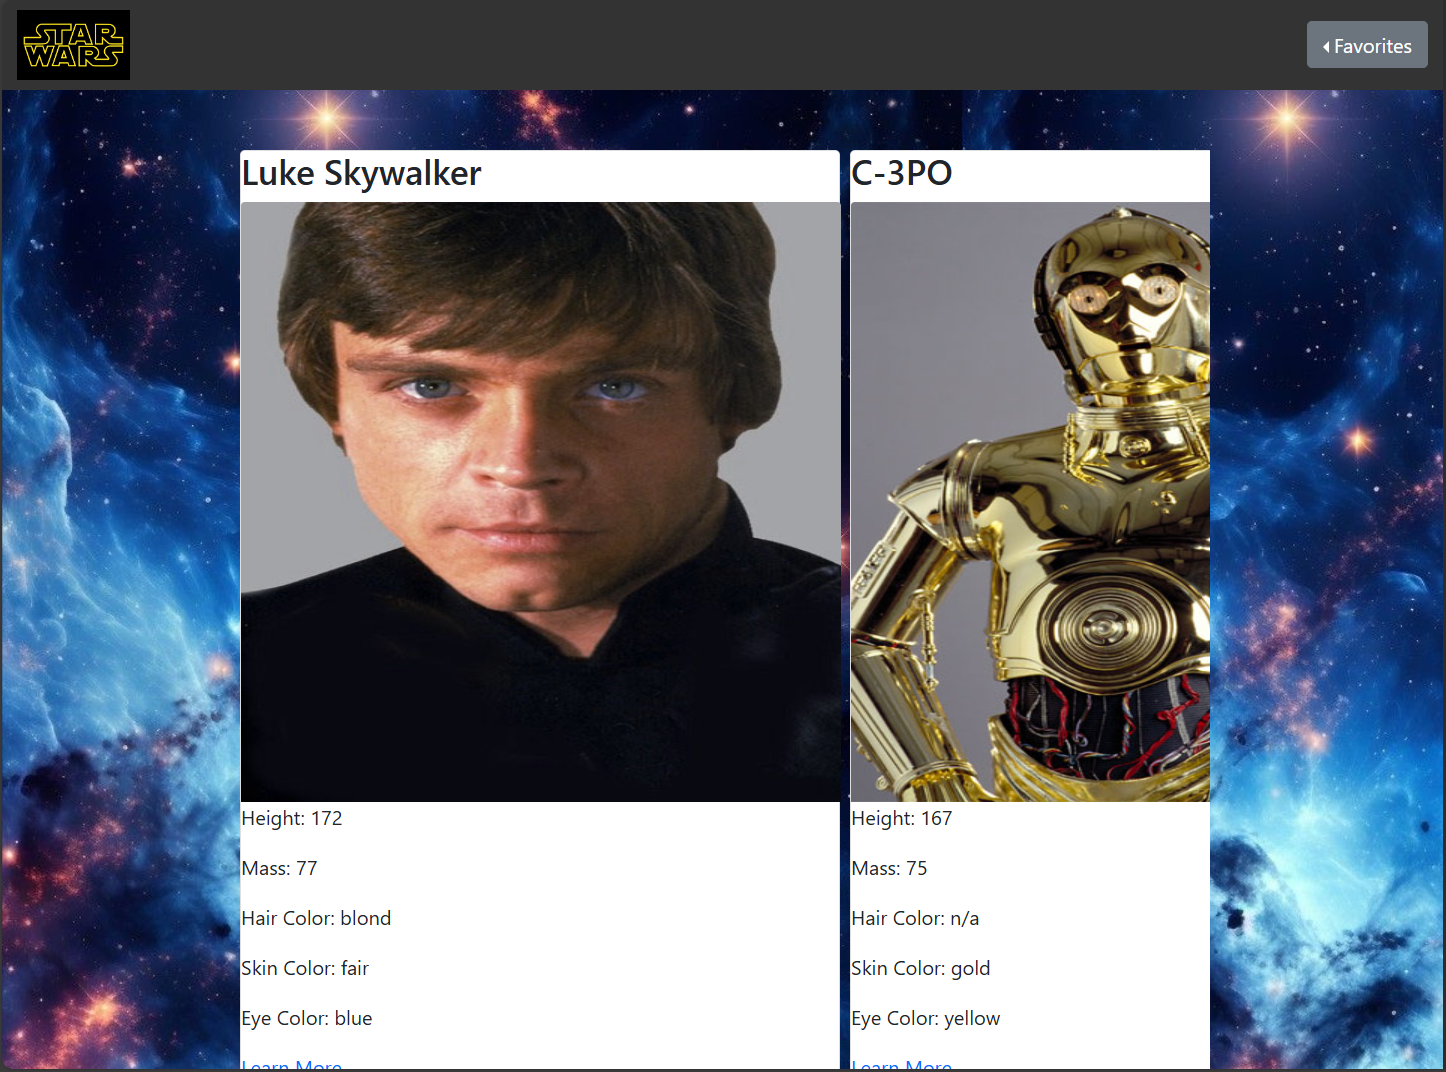 STAR
WARS
Favorites
Luke Skywalker
C-3PO
Height: 172
Mass: 77
Hair Color: blond
Skin Color: fair
Eye Color: blue
Learn More
Height: 167
Mass: 75
Hair Color: n/a
Skin Color: gold
Eye Color: yellow
Learn More